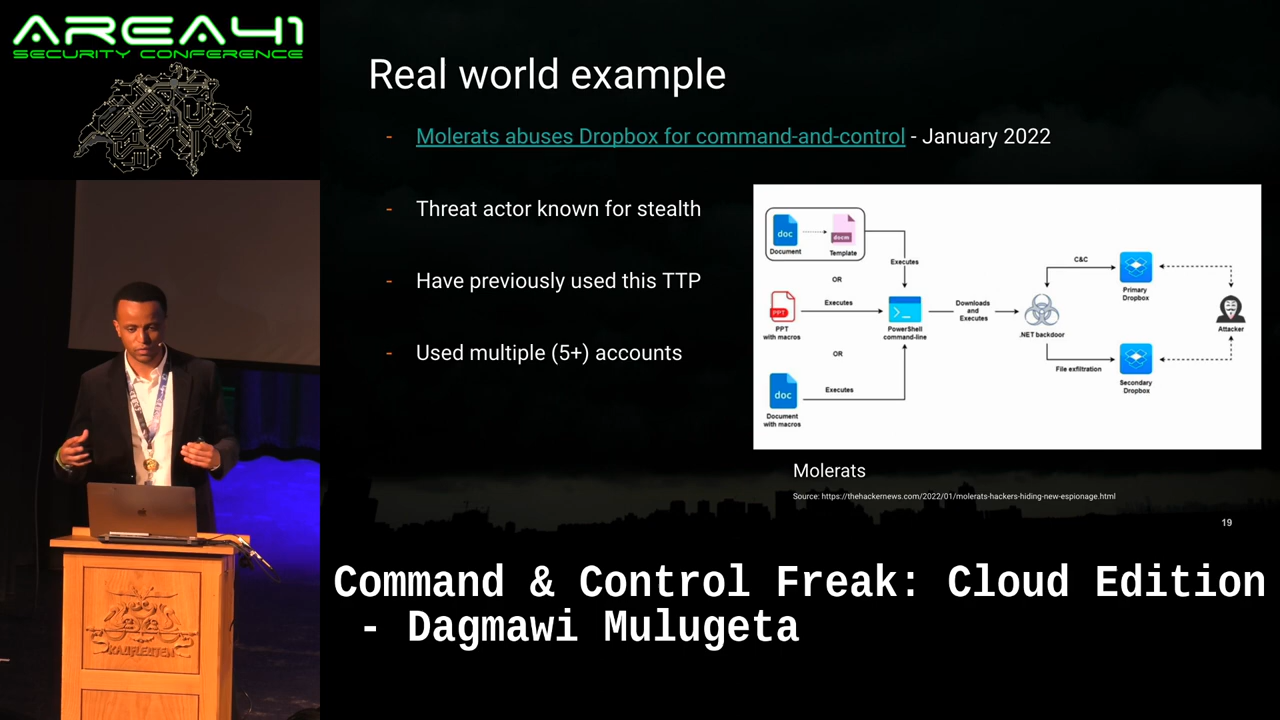 AREA41
SECURITY CONFERENCE
Real world example
- Molerats abuses Dropbox for command-and-control - January 2022
- Threat actor known for stealth
- Have previously used this TTP
- Used multiple (5+) accounts
doc
Document
docm
Template
Executes
OR
PPT
PPT
with macros
Executes
PowerShell
command-line
OR
doc
Document
with macros
Executes
Downloads
and
Executes
.NET backdoor
C&C
Primary
Dropbox
File exfiltration
Secondary
Dropbox
Attacker
Molerats
Source: https://thehackernews.com/2022/01/molerats-hackers-hiding-new-espionage.html
19
KAUFLEUTEN
Command & Control Freak: Cloud Edition
- Dagmawi Mulugeta